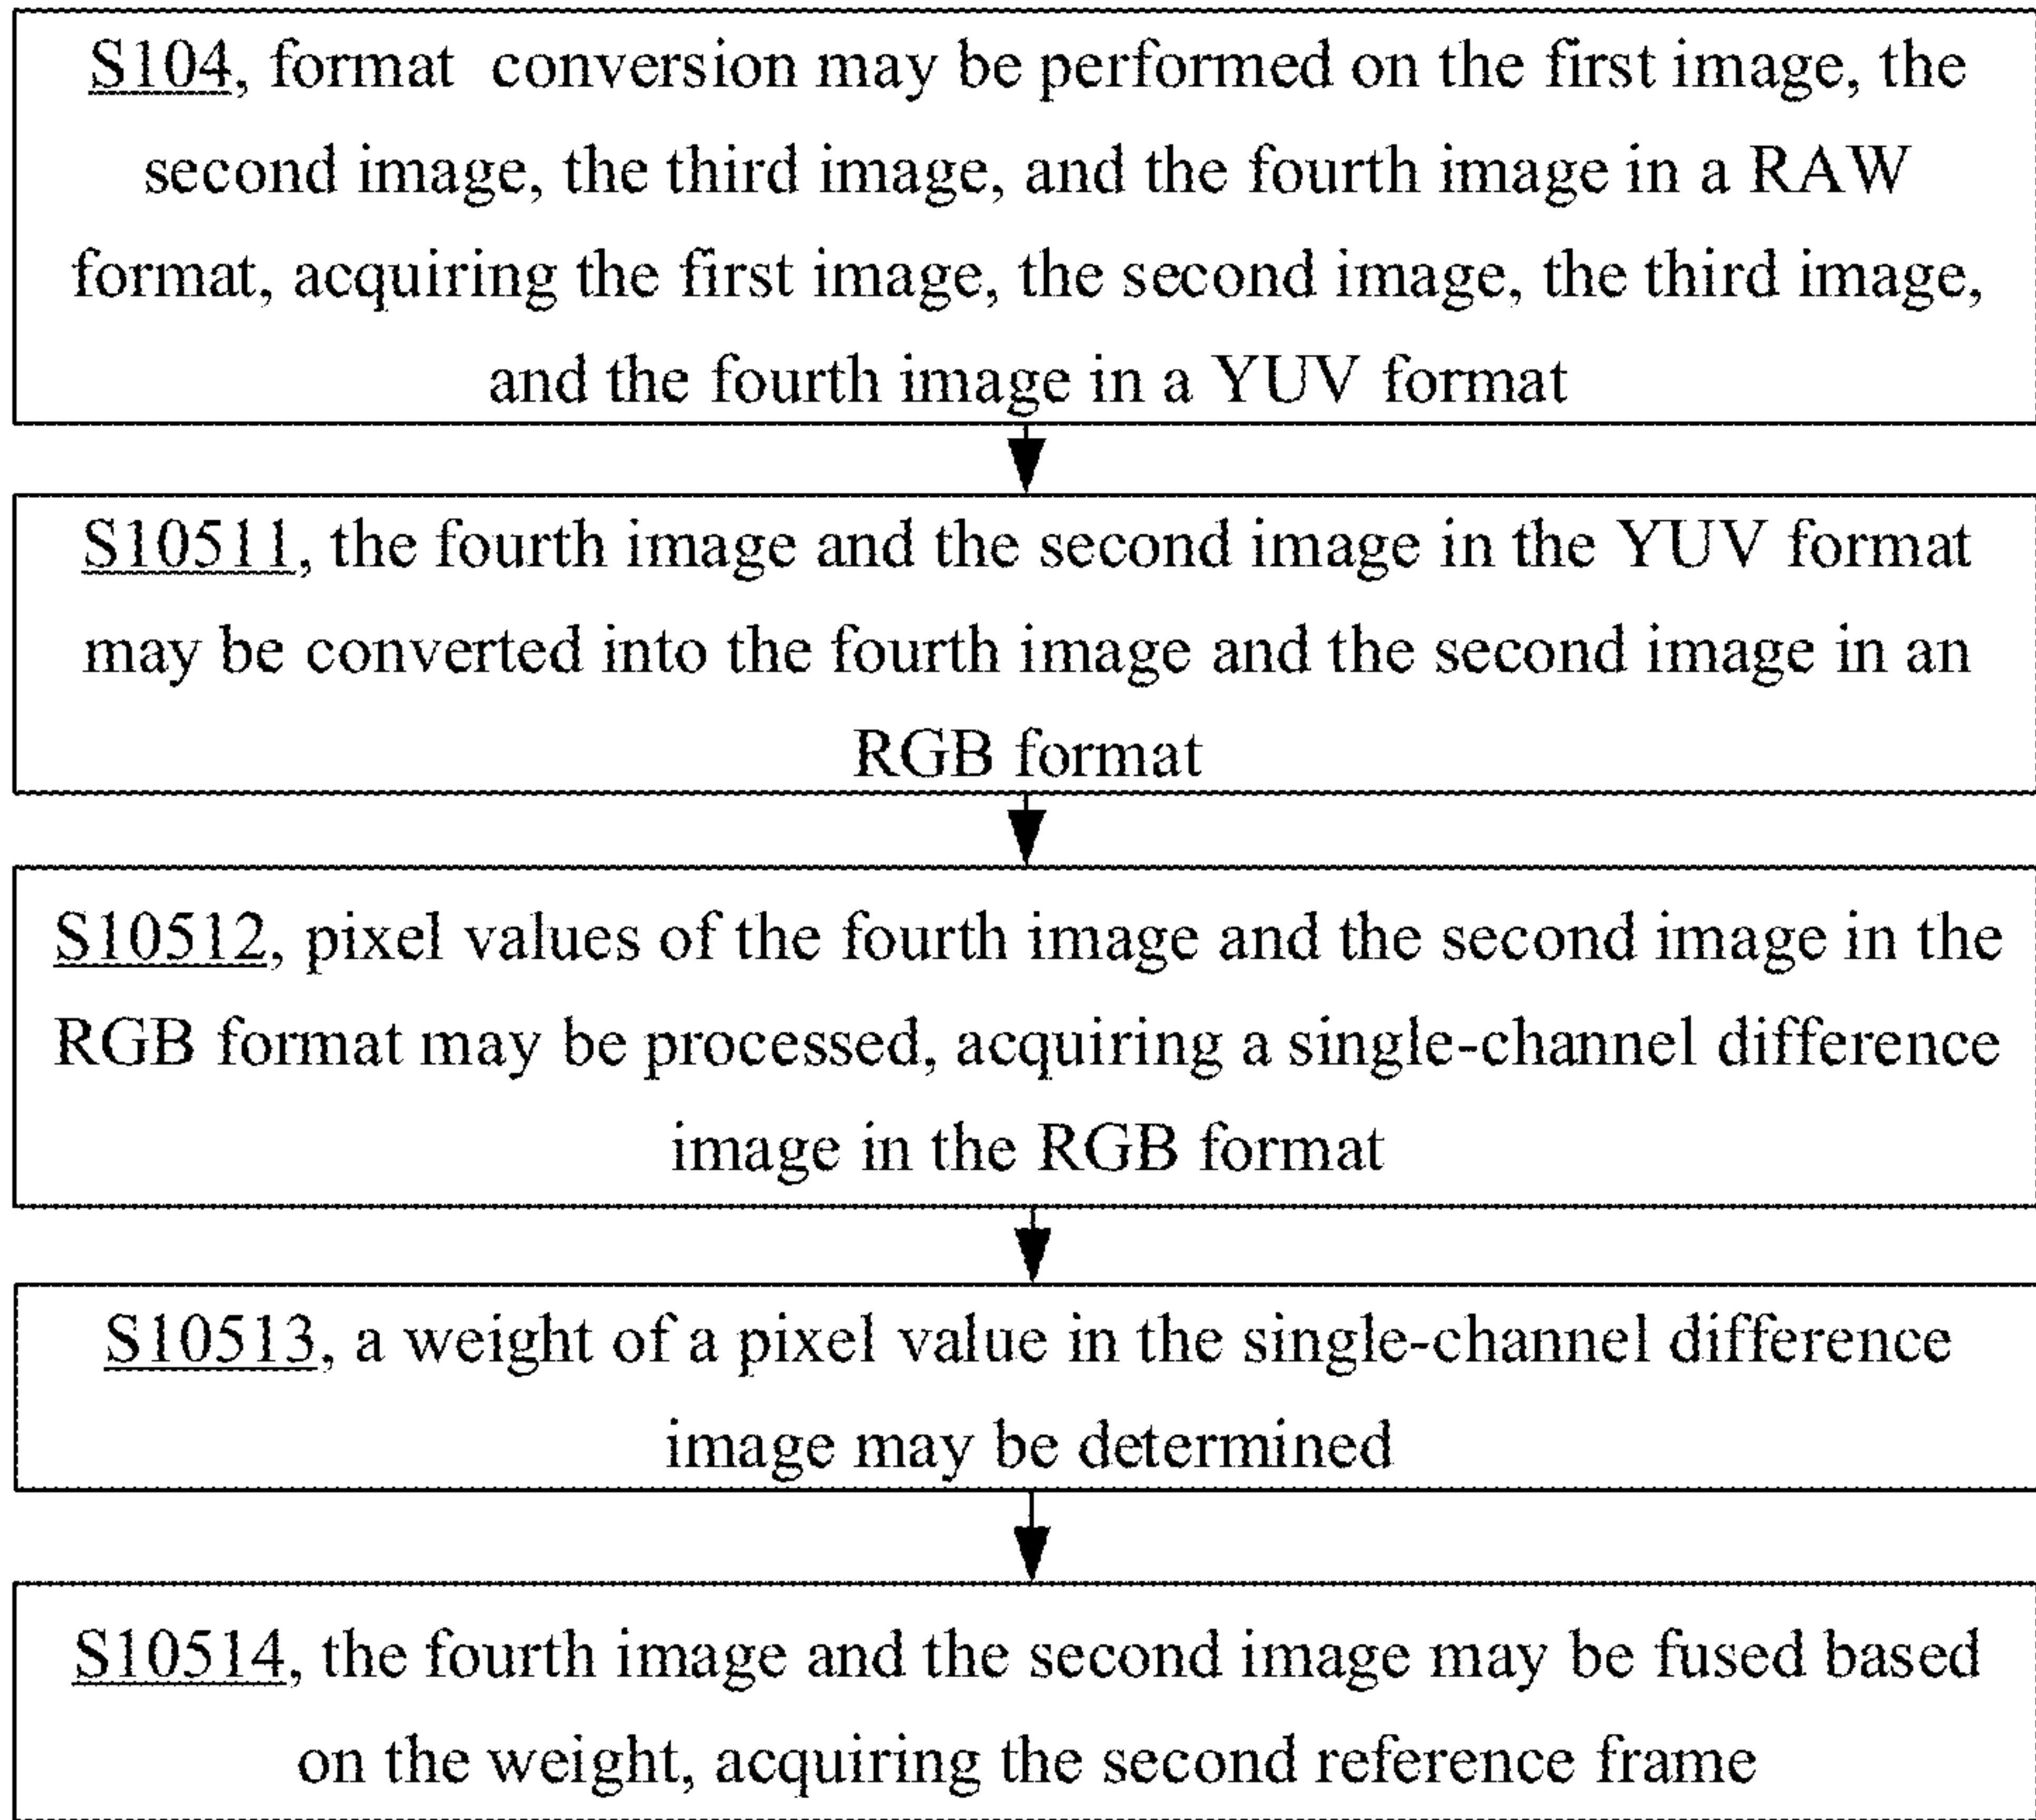 S104, format conversion may be performed on the first image, the
second image, the third image, and the fourth image in a RAW
format, acquiring the first image, the second image, the third image,
and the fourth image in a YUV format
S10511, the fourth image and the second image in the YUV format
may be converted into the fourth image and the second image in an
RGB format
S10512, pixel values of the fourth image and the second image in the
RGB format may be processed, acquiring a single-channel difference
image in the RGB format
S10513, a weight of a pixel value in the single-channel difference
image may be determined
S10514, the fourth image and the second image may be fused based
on the weight, acquiring the second reference frame